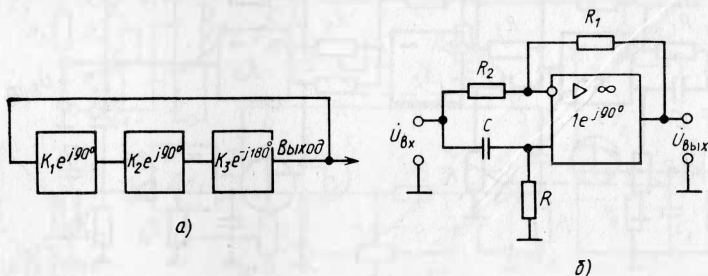 K₁e^{j90°}
K₂e^{j90°}
K₃e^{-j180°}
Выход
а)
R₁
R₂
C
R
▷ ∞
1e^{j90°}
U̇вх
U̇вых
б)